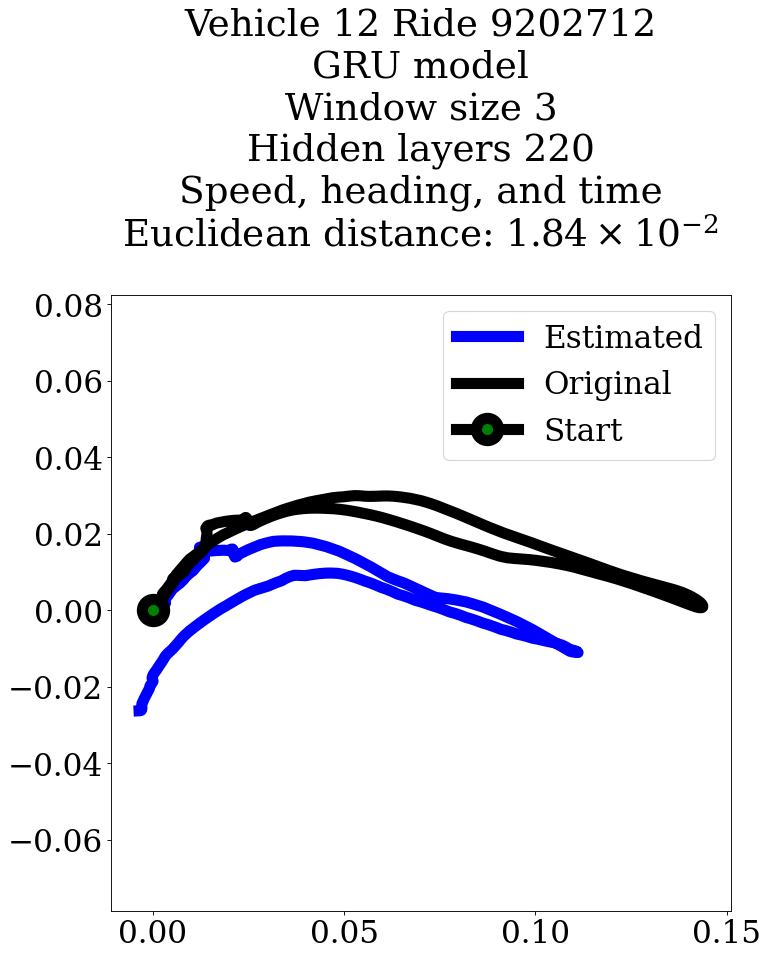 Vehicle 12 Ride 9202712
GRU model
Window size 3
Hidden layers 220
Speed, heading, and time
Euclidean distance: 1.84 × 10⁻²
Estimated
Original
Start
0.08
0.06
0.04
0.02
0.00
−0.02
−0.04
−0.06
0.00 0.05 0.10 0.15